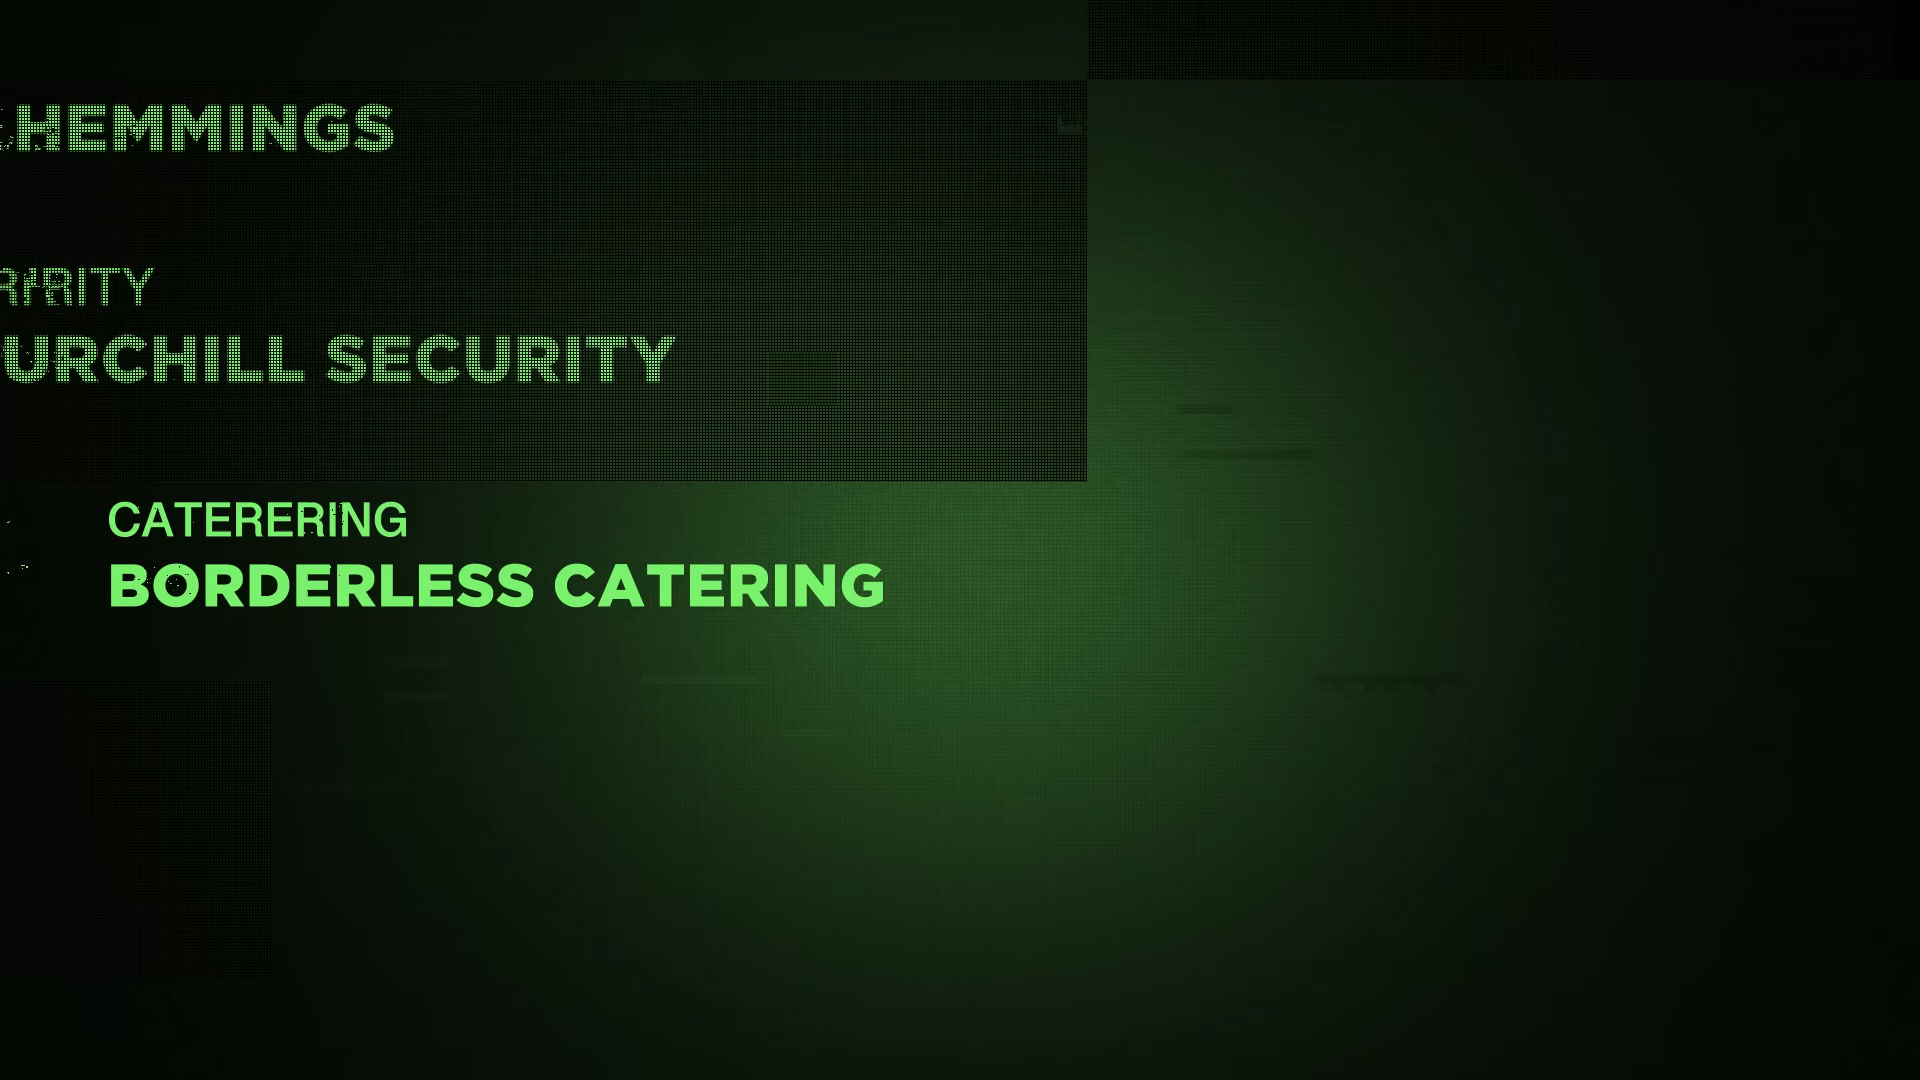 HEMMINGS
RITY
URCHILL SECURITY
CATERERING
BORDERLESS CATERING